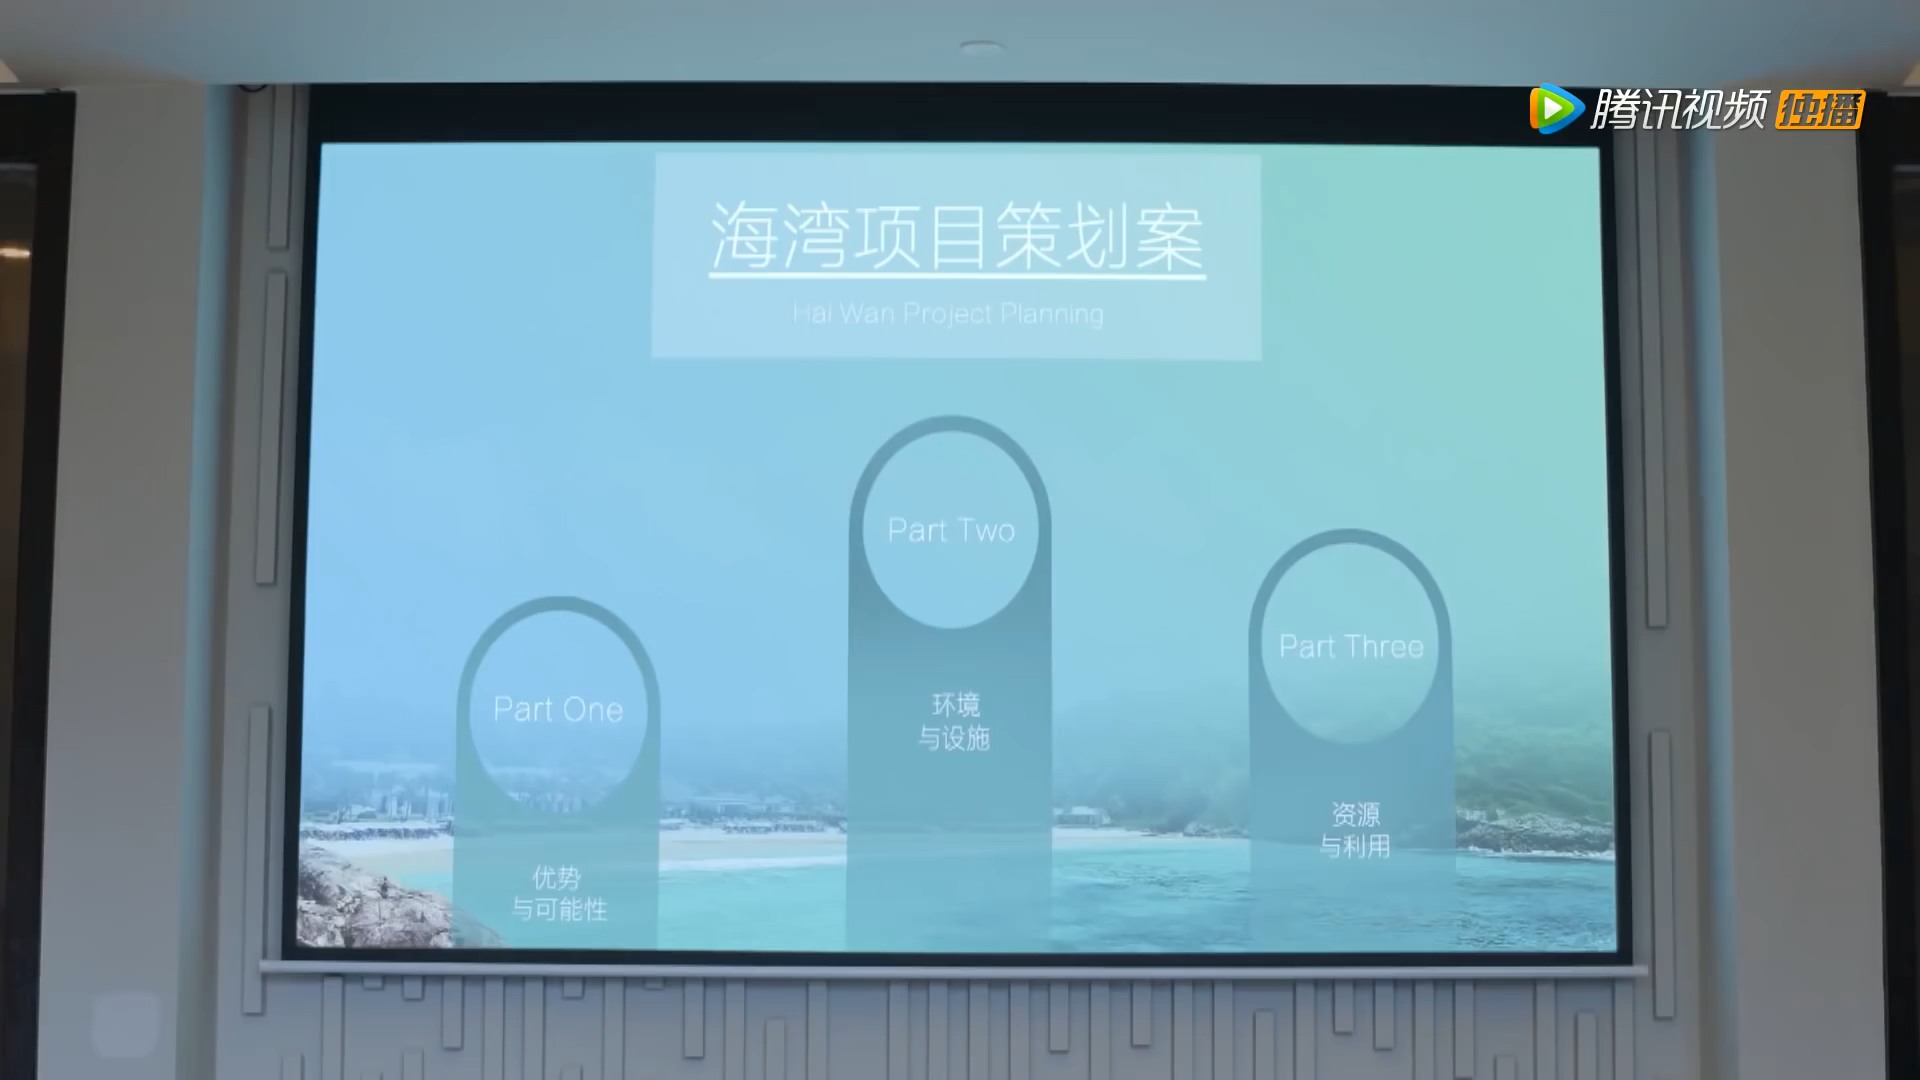 腾讯视频 独播
海湾项目策划案
Hai Wan Project Planning
Part Two
Part Three
Part One
环境
与设施
资源
与利用
优势
与可能性